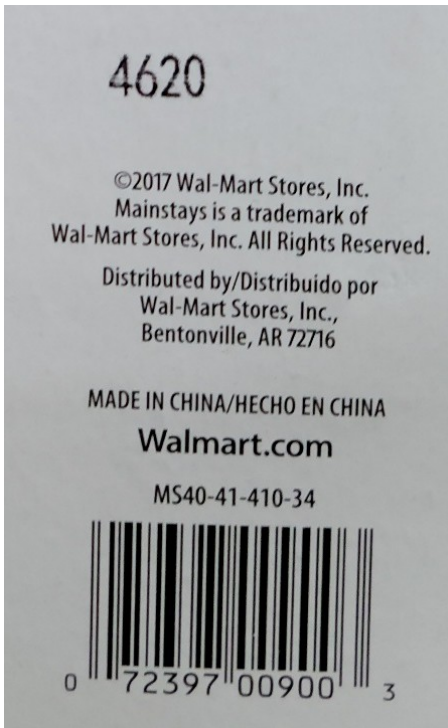 4620
©2017 Wal-Mart Stores, Inc.
Mainstays is a trademark of
Wal-Mart Stores, Inc. All Rights Reserved.
Distributed by/Distribuido por
Wal-Mart Stores, Inc.,
Bentonville, AR 72716
MADE IN CHINA/HECHO EN CHINA
Walmart.com
MS40-41-410-34
0 72397 00900 3